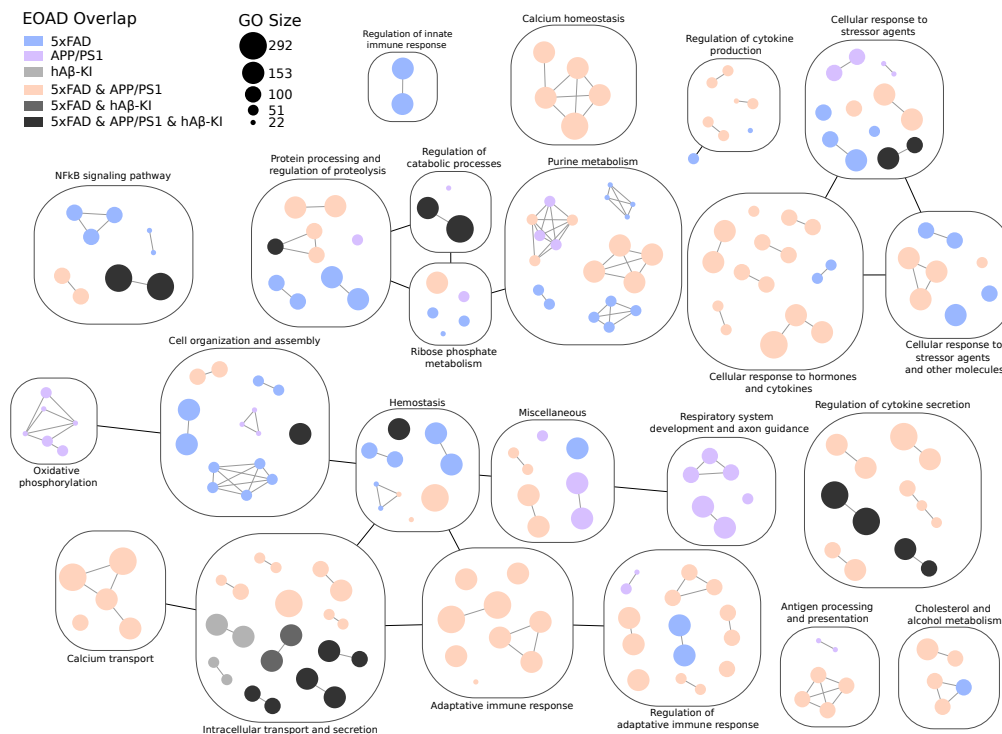 EOAD Overlap
5xFAD
APP/PS1
hAβ-KI
5xFAD & APP/PS1
5xFAD & hAβ-KI
5xFAD & APP/PS1 & hAβ-KI
GO Size
292
153
100
51
22
Regulation of innate
immune response
Calcium homeostasis
Regulation of cytokine
production
Cellular response to
stressor agents
NFkB signaling pathway
Protein processing and
regulation of proteolysis
Regulation of
catabolic processes
Purine metabolism
Ribose phosphate
metabolism
Cellular response to hormones
and cytokines
Cellular response to
stressor agents
and other molecules
Cell organization and assembly
Oxidative
phosphorylation
Hemostasis
Miscellaneous
Respiratory system
development and axon guidance
Regulation of cytokine secretion
Calcium transport
Intracellular transport and secretion
Adaptative immune response
Regulation of
adaptative immune response
Antigen processing
and presentation
Cholesterol and
alcohol metabolism